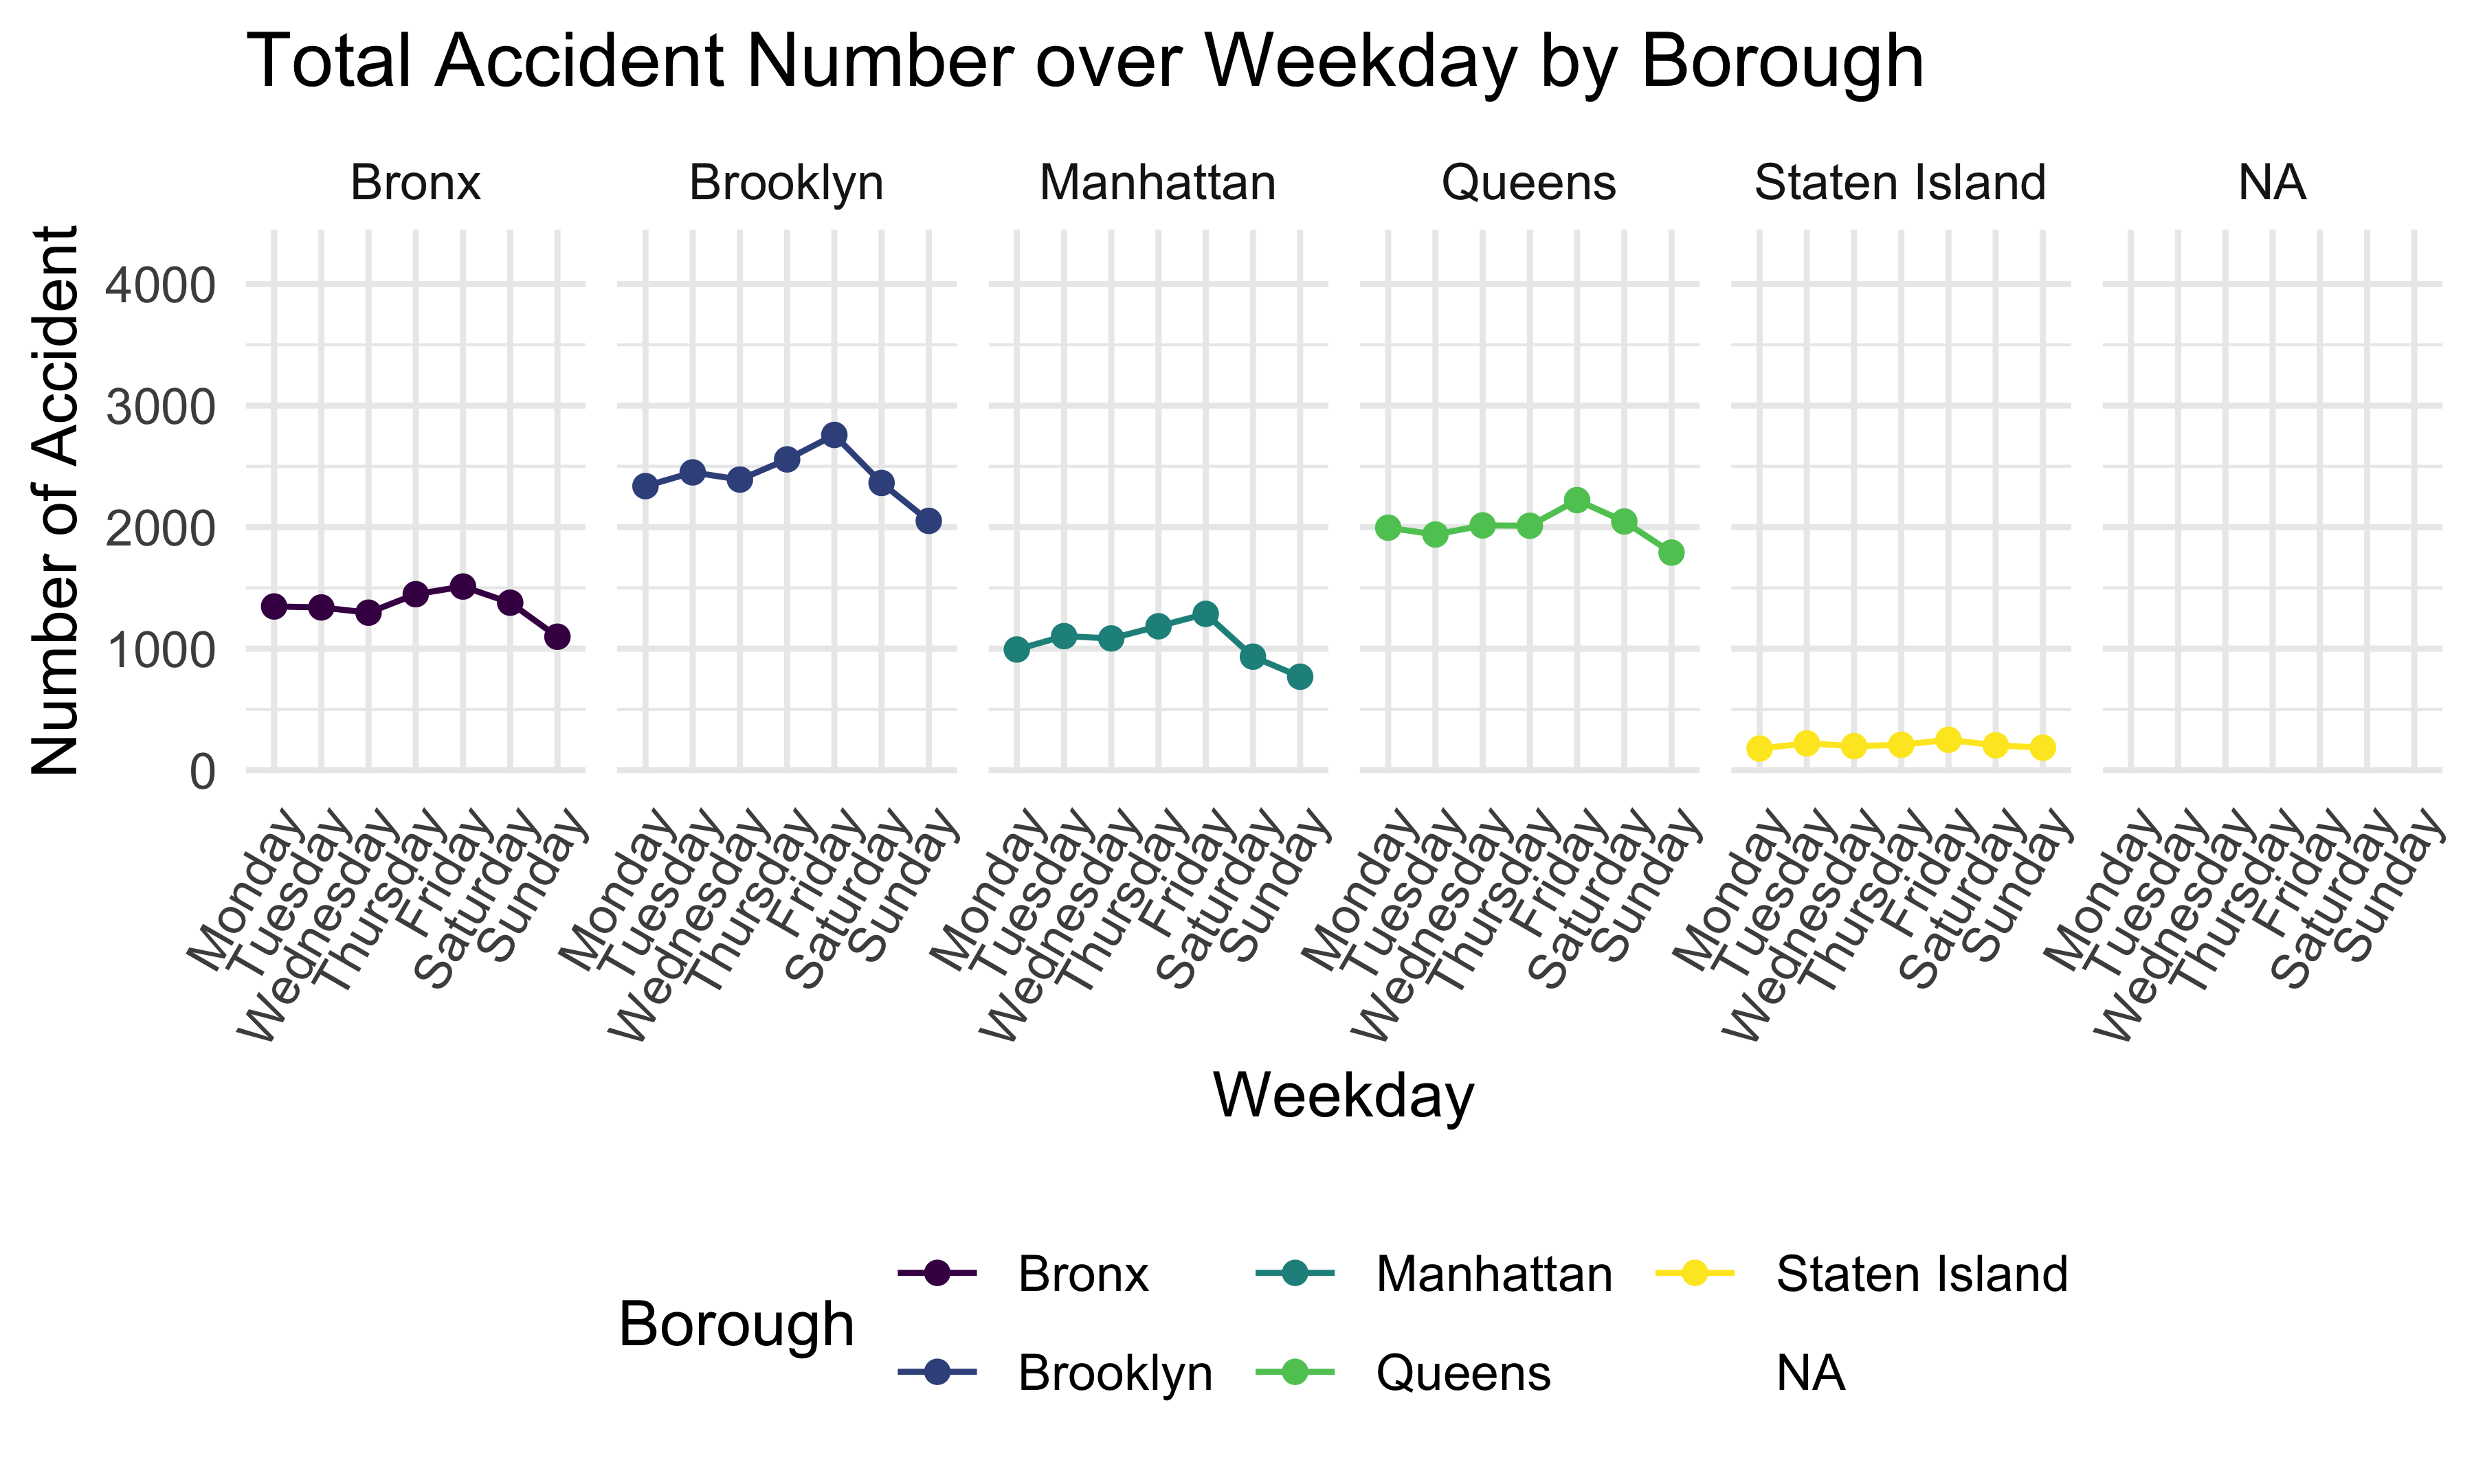 Total Accident Number over Weekday by Borough
Bronx
Brooklyn
Manhattan
Queens
Staten Island
NA
Number of Accident
4000
3000
2000
1000
0
Monday
Tuesday
Wednesday
Thursday
Friday
Saturday
Sunday
Monday
Tuesday
Wednesday
Thursday
Friday
Saturday
Sunday
Monday
Tuesday
Wednesday
Thursday
Friday
Saturday
Sunday
Monday
Tuesday
Wednesday
Thursday
Friday
Saturday
Sunday
Monday
Tuesday
Wednesday
Thursday
Friday
Saturday
Sunday
Monday
Tuesday
Wednesday
Thursday
Friday
Saturday
Sunday
Weekday
Borough
Bronx
Manhattan
Staten Island
Brooklyn
Queens
NA